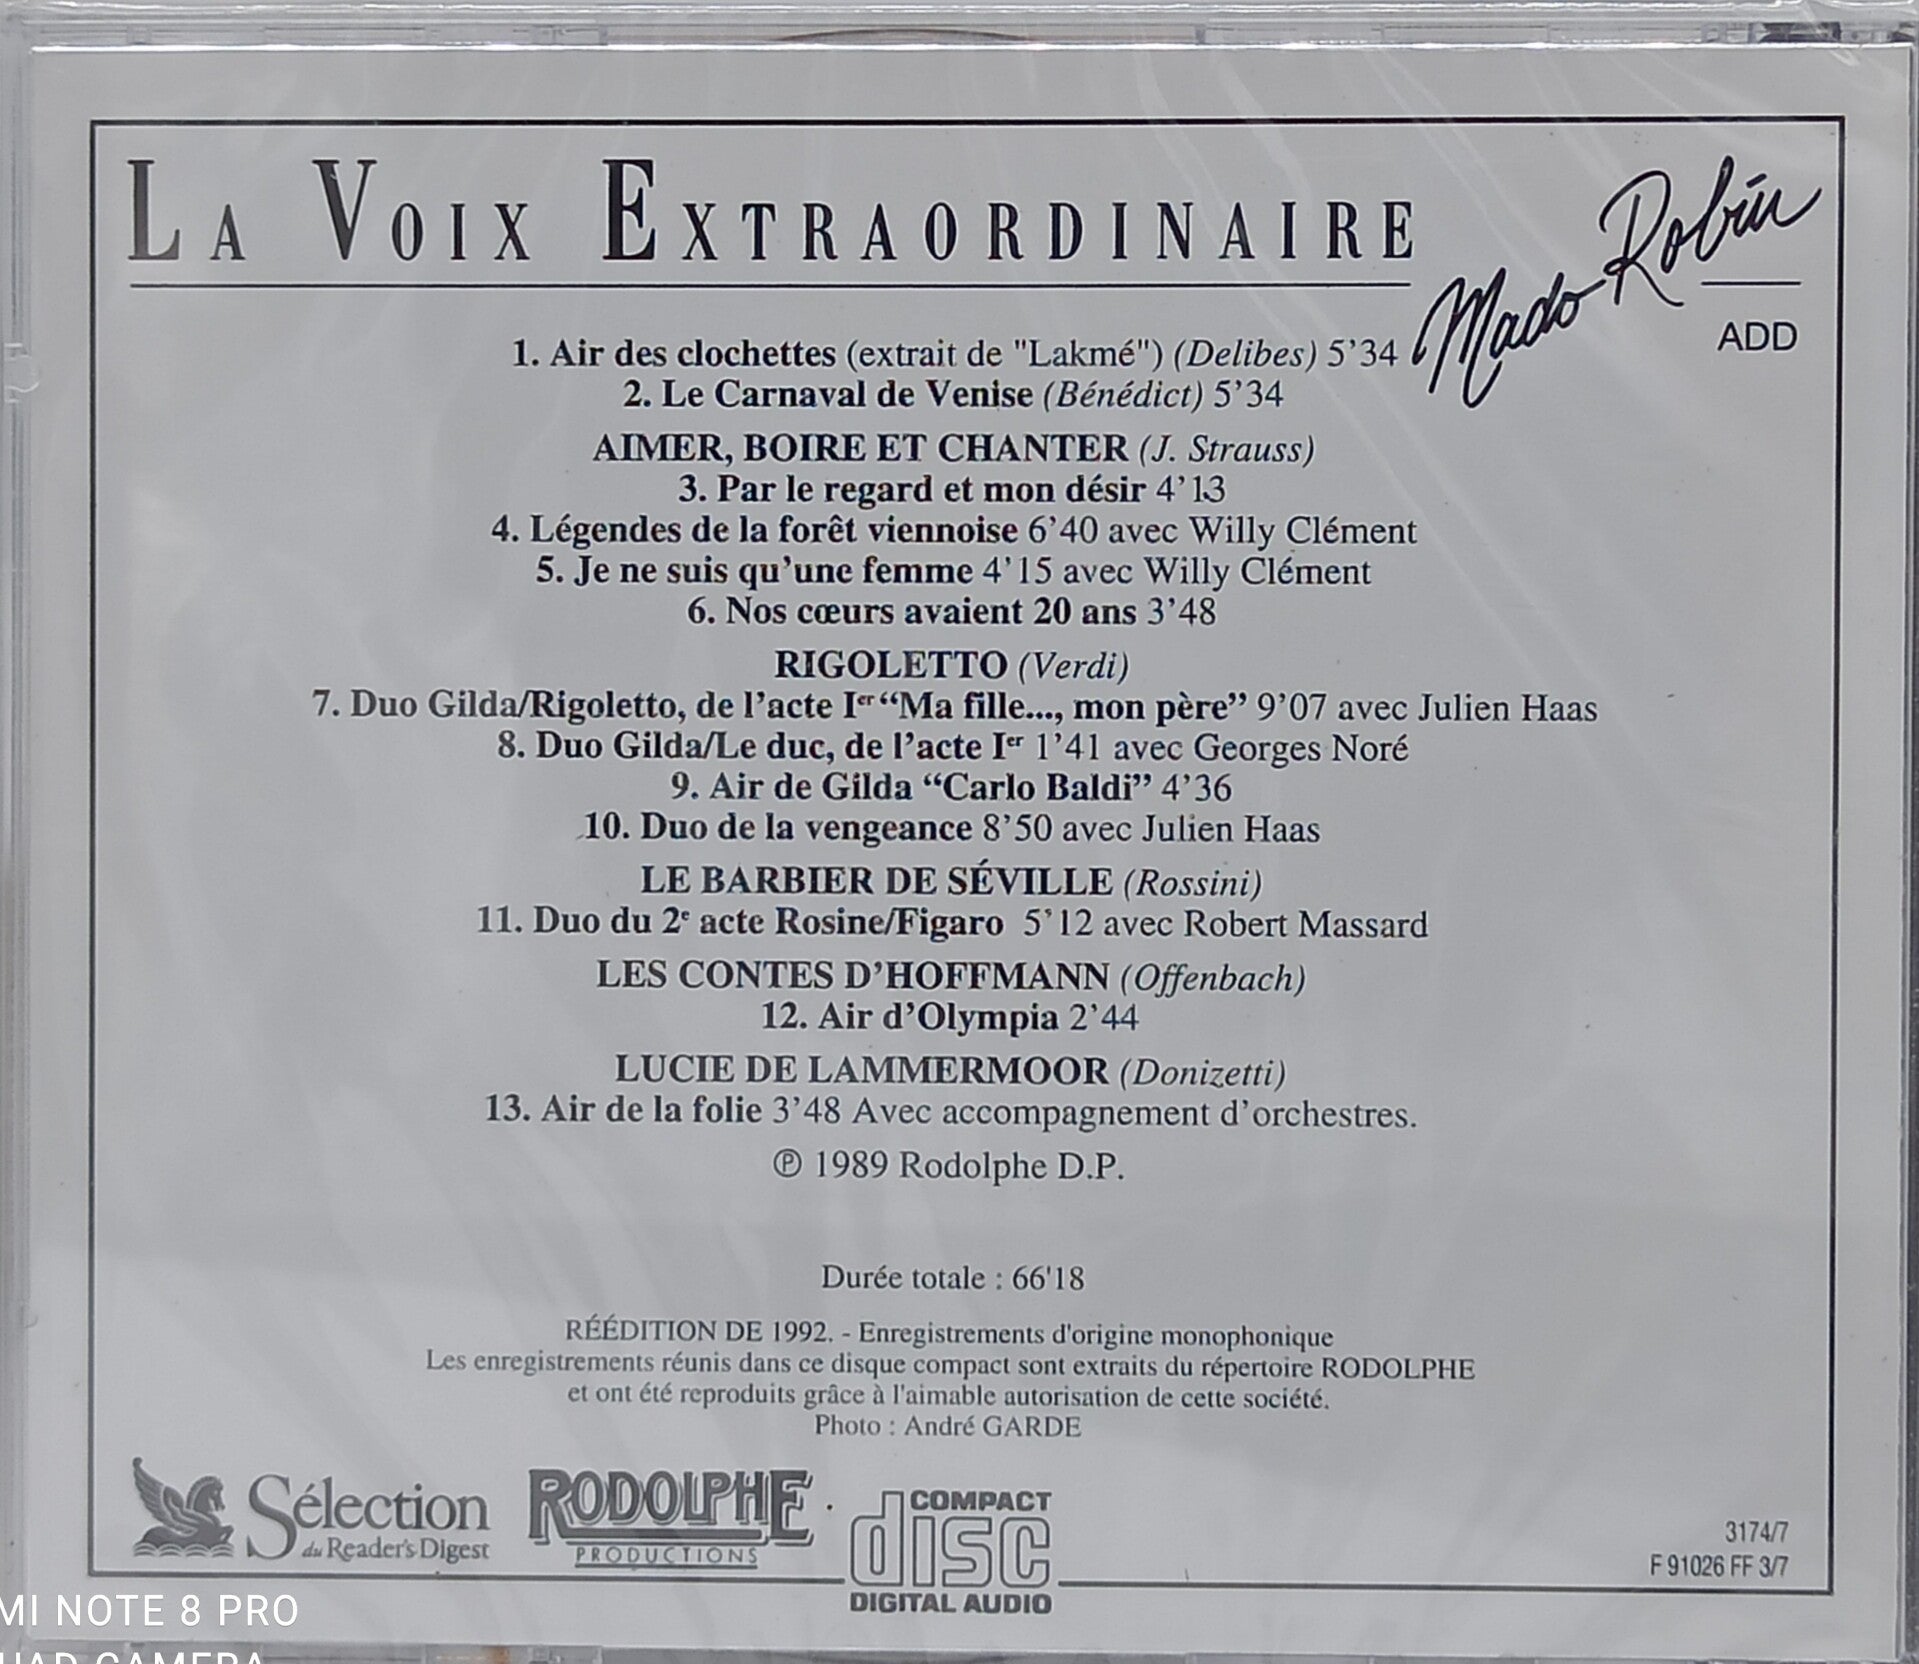 LA VOIX EXTRAORDINAIRE
Mado Robin
ADD
1. Air des clochettes (extrait de "Lakmé") (Delibes) 5’34
2. Le Carnaval de Venise (Bénédict) 5’34
AIMER, BOIRE ET CHANTER (J. Strauss)
3. Par le regard et mon désir 4’13
4. Légendes de la forêt viennoise 6’40 avec Willy Clément
5. Je ne suis qu’une femme 4’15 avec Willy Clément
6. Nos cœurs avaient 20 ans 3’48
RIGOLETTO (Verdi)
7. Duo Gilda/Rigoletto, de l’acte Ier “Ma fille..., mon père” 9’07 avec Julien Haas
8. Duo Gilda/Le duc, de l’acte Ier 1’41 avec Georges Noré
9. Air de Gilda “Carlo Baldi” 4’36
10. Duo de la vengeance 8’50 avec Julien Haas
LE BARBIER DE SÉVILLE (Rossini)
11. Duo du 2e acte Rosine/Figaro 5’12 avec Robert Massard
LES CONTES D’HOFFMANN (Offenbach)
12. Air d’Olympia 2’44
LUCIE DE LAMMERMOOR (Donizetti)
13. Air de la folie 3’48 Avec accompagnement d’orchestres.
℗ 1989 Rodolphe D.P.
Durée totale : 66'18
RÉÉDITION DE 1992. - Enregistrements d'origine monophonique
Les enregistrements réunis dans ce disque compact sont extraits du répertoire RODOLPHE
et ont été reproduits grâce à l'aimable autorisation de cette société.
Photo : André GARDE
Sélection
du Reader's Digest
RODOLPHE
PRODUCTIONS
COMPACT
disc
DIGITAL AUDIO
3174/7
F 91026 FF 3/7
MI NOTE 8 PRO
CAMERA